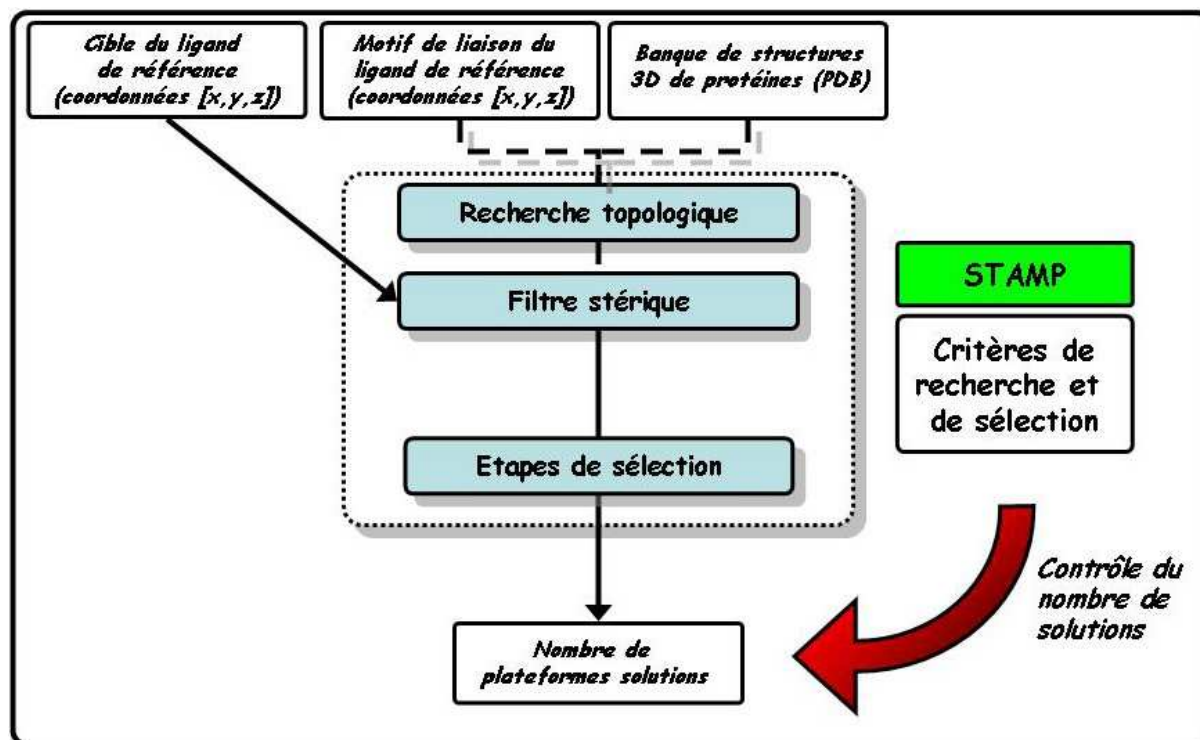 Cible du ligand
de référence
(coordonnées [x,y,z])
Motif de liaison du
ligand de référence
(coordonnées [x,y,z])
Banque de structures
3D de protéines (PDB)
Recherche topologique
Filtre stérique
Etapes de sélection
STAMP
Critères de
recherche et
de sélection
Contrôle du
nombre de
solutions
Nombre de
plateformes solutions